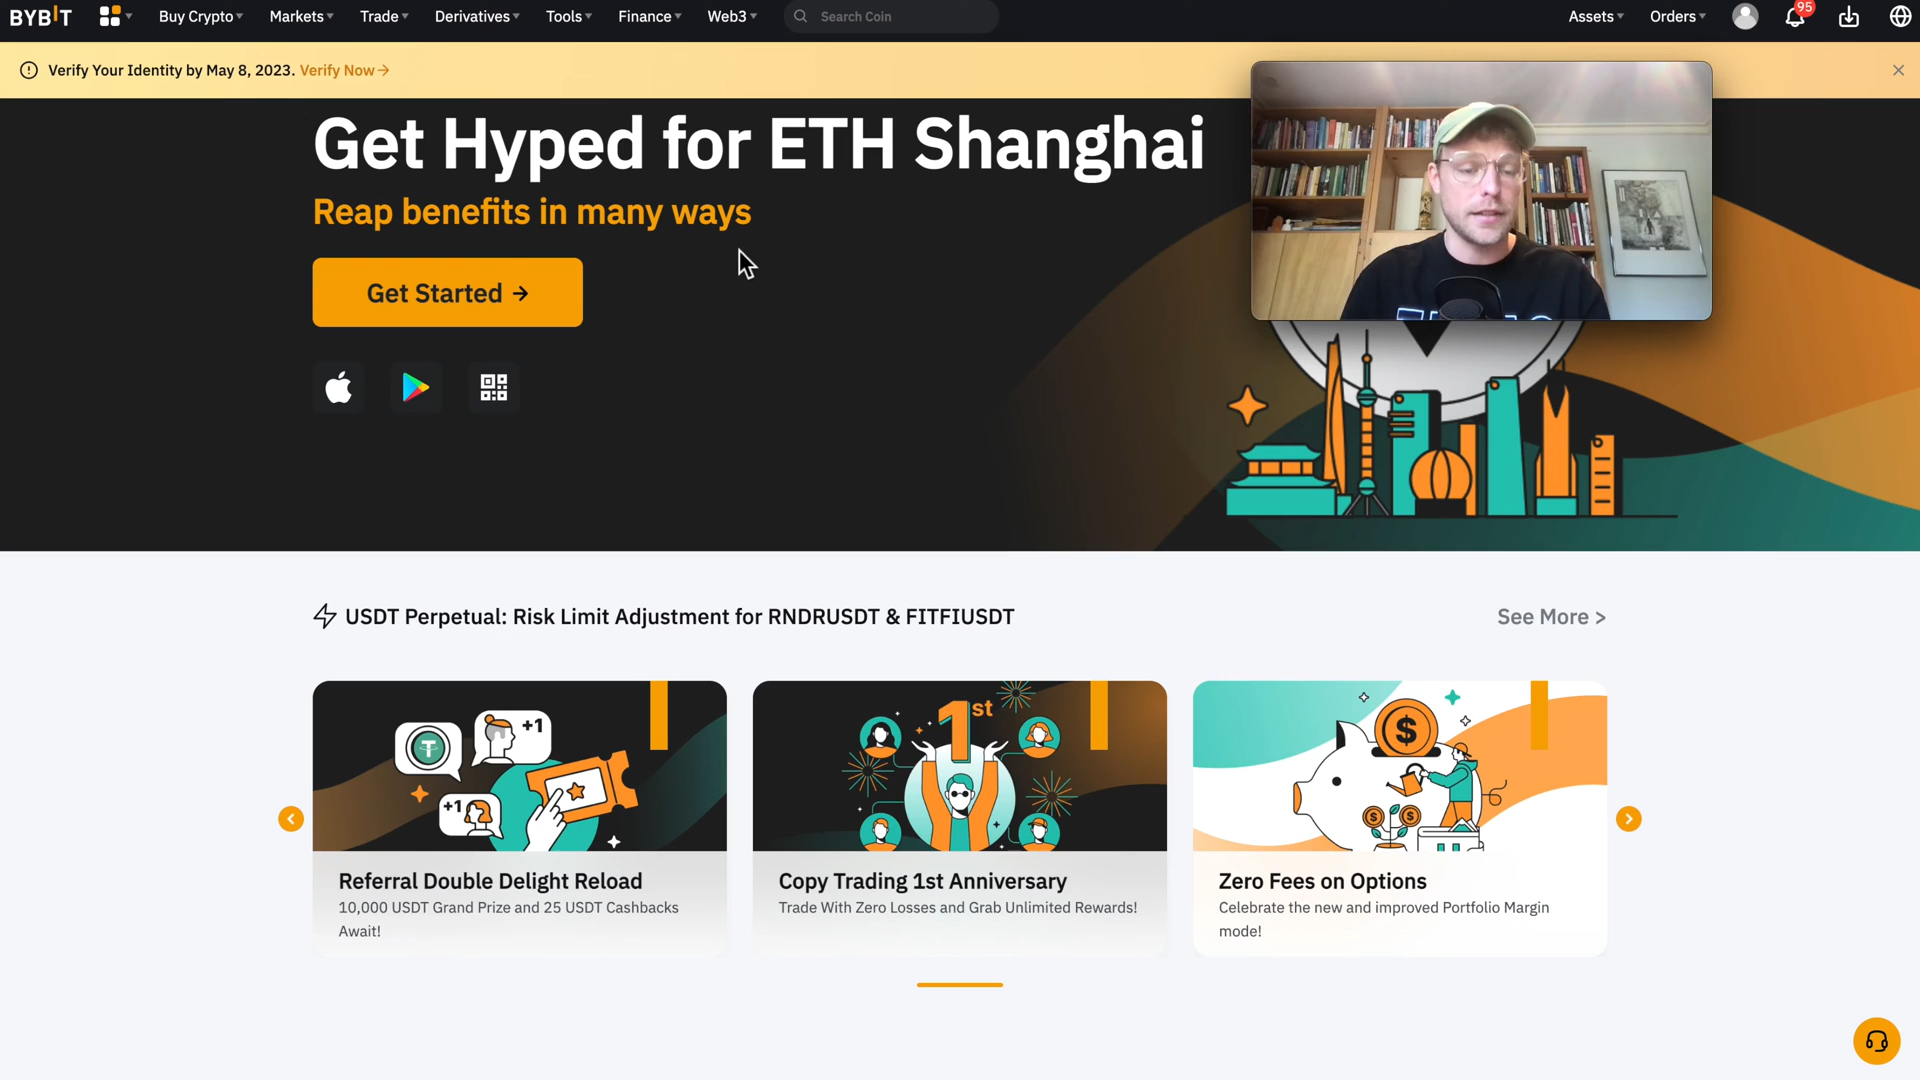 BYBIT
Buy Crypto
Markets
Trade
Derivatives
Tools
Finance
Web3
Search Coin
Assets
Orders
95
Verify Your Identity by May 8, 2023. Verify Now →
Get Hyped for ETH Shanghai
Reap benefits in many ways
Get Started →
USDT Perpetual: Risk Limit Adjustment for RNDRUSDT & FITFIUSDT
See More >
+1
+1
1st
$
$
$
Referral Double Delight Reload
10,000 USDT Grand Prize and 25 USDT Cashbacks
Await!
Copy Trading 1st Anniversary
Trade With Zero Losses and Grab Unlimited Rewards!
Zero Fees on Options
Celebrate the new and improved Portfolio Margin
mode!